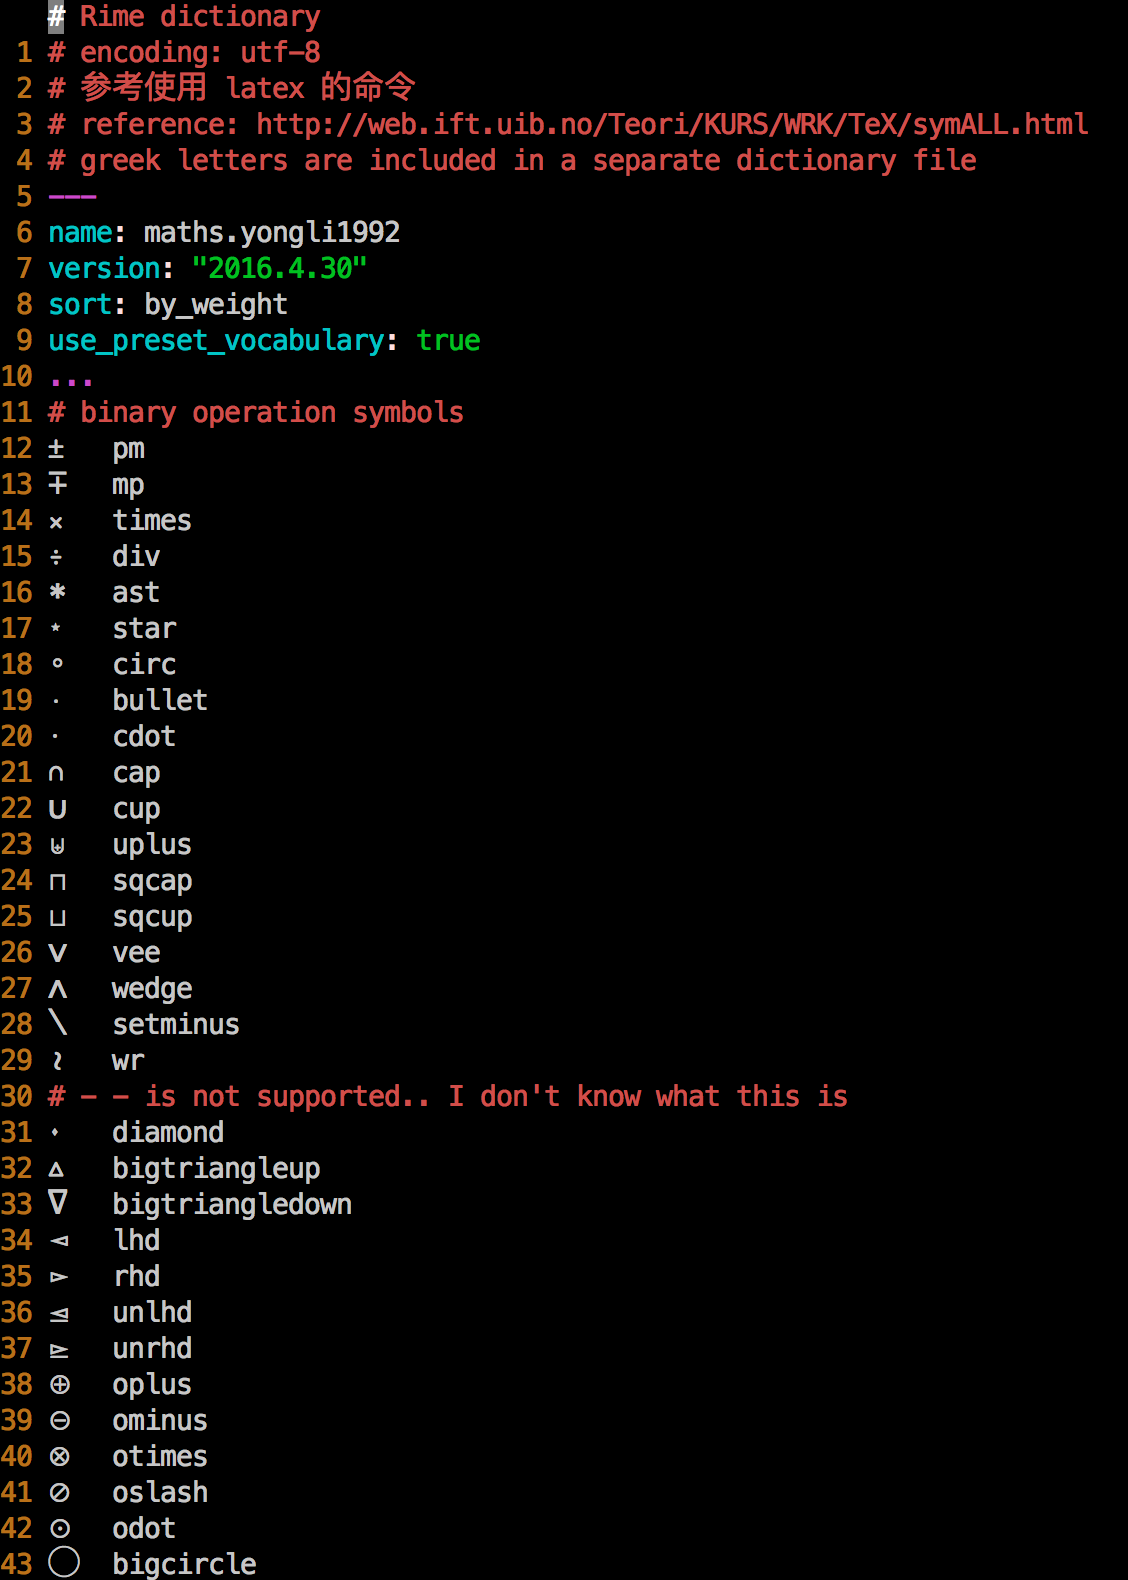 # Rime dictionary
1 # encoding: utf-8
2 # 参考使用 latex 的命令
3 # reference: http://web.ift.uib.no/Teori/KURS/WRK/TeX/symALL.html
4 # greek letters are included in a separate dictionary file
5 ---
6 name: maths.yongli1992
7 version: "2016.4.30"
8 sort: by_weight
9 use_preset_vocabulary: true
10 ...
11 # binary operation symbols
12 ± pm
13 ∓ mp
14 × times
15 ÷ div
16 ∗ ast
17 ⋆ star
18 ∘ circ
19 ∙ bullet
20 ⋅ cdot
21 ∩ cap
22 ∪ cup
23 ⊎ uplus
24 ⊓ sqcap
25 ⊔ sqcup
26 ∨ vee
27 ∧ wedge
28 ∖ setminus
29 ≀ wr
30 # - - is not supported.. I don't know what this is
31 ⋄ diamond
32 △ bigtriangleup
33 ▽ bigtriangledown
34 ⊲ lhd
35 ⊳ rhd
36 ⊴ unlhd
37 ⊵ unrhd
38 ⊕ oplus
39 ⊖ ominus
40 ⊗ otimes
41 ⊘ oslash
42 ⊙ odot
43 ◯ bigcircle